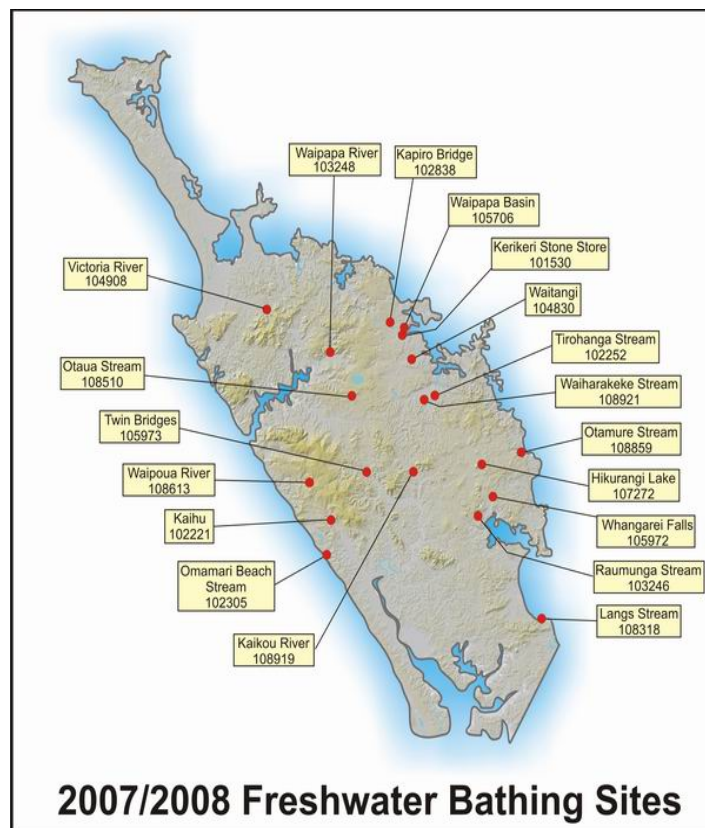 Waipapa River
103248
Kapiro Bridge
102838
Waipapa Basin
105706
Kerikeri Stone Store
101530
Victoria River
104908
Waitangi
104830
Tirohanga Stream
102252
Otaua Stream
108510
Waiharakeke Stream
108921
Twin Bridges
105973
Otamure Stream
108859
Waipoua River
108613
Hikurangi Lake
107272
Kaihu
102221
Whangarei Falls
105972
Omamari Beach
Stream
102305
Raumunga Stream
103246
Langs Stream
108318
Kaikou River
108919
2007/2008 Freshwater Bathing Sites